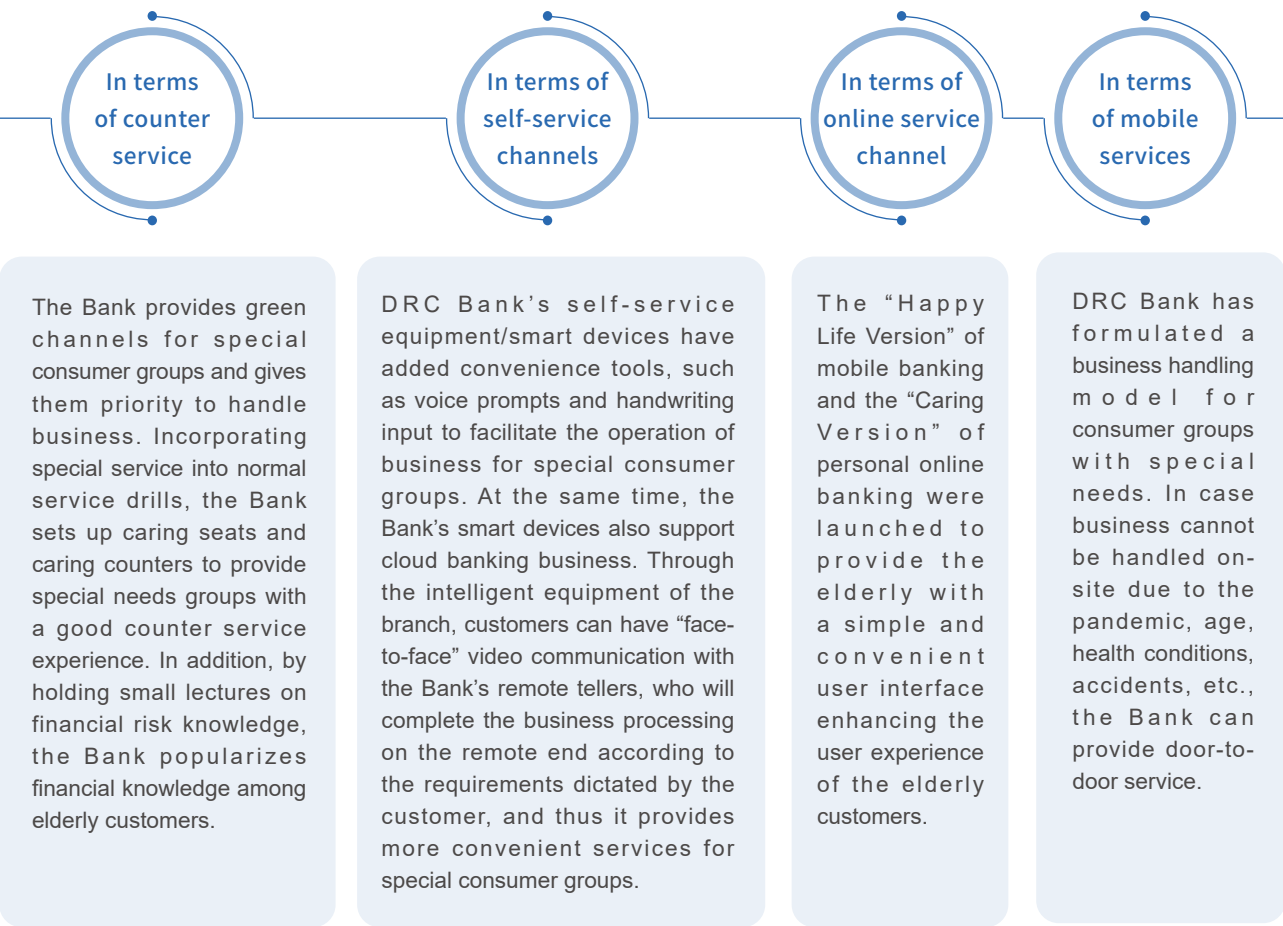 In terms
of counter
service
In terms of
self-service
channels
In terms of
online service
channel
In terms
of mobile
services
The Bank provides green
channels for special
consumer groups and gives
them priority to handle
business. Incorporating
special service into normal
service drills, the Bank
sets up caring seats and
caring counters to provide
special needs groups with
a good counter service
experience. In addition, by
holding small lectures on
financial risk knowledge,
the Bank popularizes
financial knowledge among
elderly customers.
DRC Bank’s self-service
equipment/smart devices have
added convenience tools, such
as voice prompts and handwriting
input to facilitate the operation of
business for special consumer
groups. At the same time, the
Bank’s smart devices also support
cloud banking business. Through
the intelligent equipment of the
branch, customers can have “face-
to-face” video communication with
the Bank’s remote tellers, who will
complete the business processing
on the remote end according to
the requirements dictated by the
customer, and thus it provides
more convenient services for
special consumer groups.
The “Happy
Life Version” of
mobile banking
and the “Caring
Version” of
personal online
banking were
launched to
provide the
elderly with
a simple and
convenient
user interface
enhancing the
user experience
of the elderly
customers.
DRC Bank has
formulated a
business handling
model for
consumer groups
with special
needs. In case
business cannot
be handled on-
site due to the
pandemic, age,
health conditions,
accidents, etc.,
the Bank can
provide door-to-
door service.